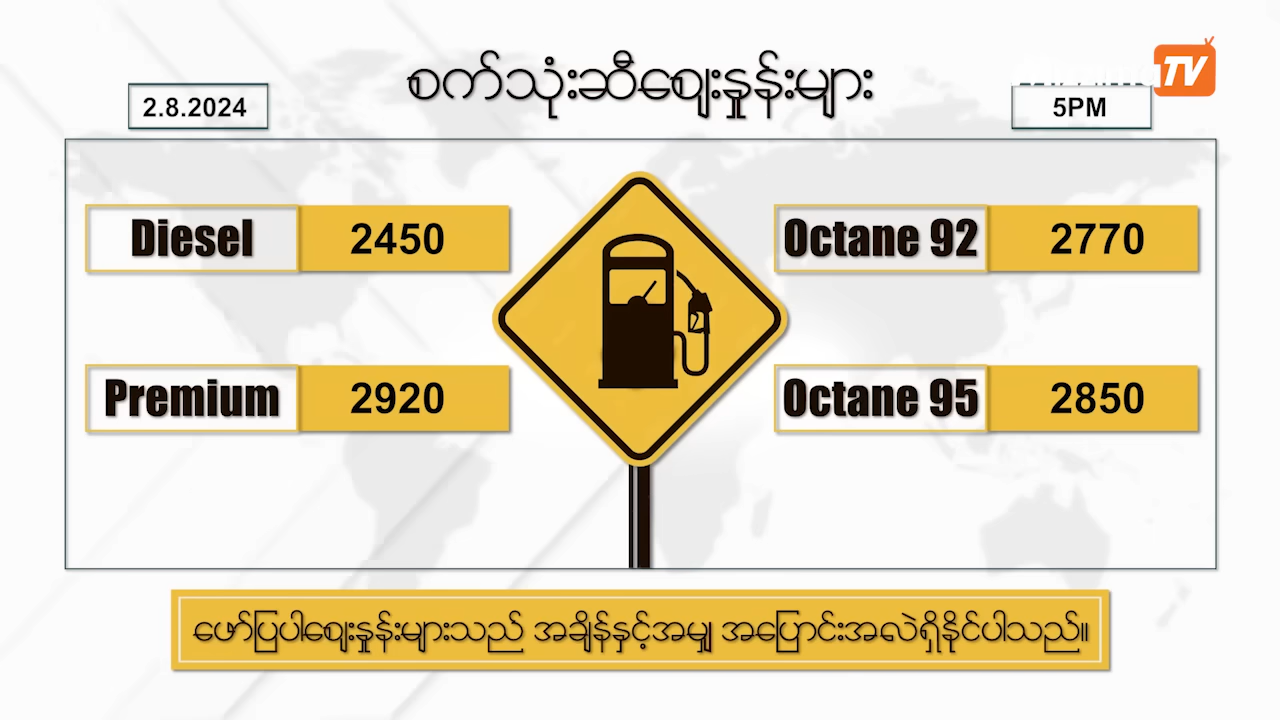 စက်သုံးဆီဈေးနှုန်းများ
TV
2.8.2024
5PM
Diesel 2450
Octane 92 2770
Premium 2920
Octane 95 2850
ဖော်ပြပါဈေးနှုန်းများသည် အချိန်နှင့်အမျှ အပြောင်းအလဲရှိနိုင်ပါသည်။